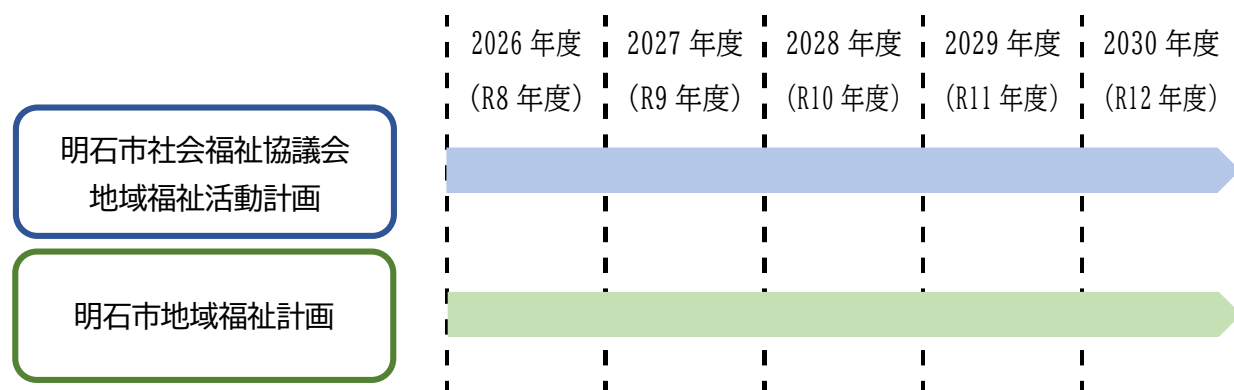 2026 年度 2027 年度 2028 年度 2029 年度 2030 年度
（R8 年度） （R9 年度） （R10 年度） （R11 年度） （R12 年度）
明石市社会福祉協議会
地域福祉活動計画
明石市地域福祉計画